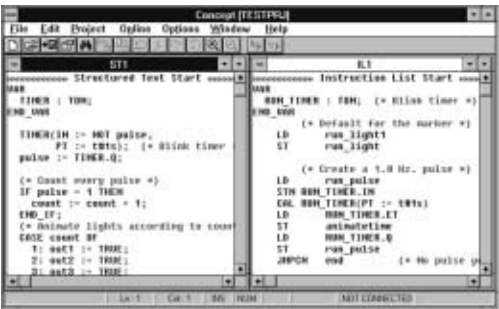 Concept [TESTPRJ]
File Edit Project Online Options Window Help
ST1
========== Structured Text Start ======
VAR
TIMER : TON;
END_VAR
TIMER(IN := NOT pulse,
PT := t#1s); (* Blink timer
pulse := TIMER.Q;
(* Count every pulse *)
IF pulse = 1 THEN
count := count + 1;
END_IF;
(* Animate lights according to count
CASE count OF
1: out1 := TRUE;
2: out2 := TRUE;
3: out3 := TRUE;
IL1
========== Instruction List Start =====
VAR
RUN_TIMER : TON; (* Blink timer *)
END_VAR
(* Default for the marker *)
LD run_light1
ST run_light
(* Create a 1.0 Hz. pulse *)
LD run_pulse
STN RUN_TIMER.IN
CAL RUN_TIMER(PT := t#1s)
LD RUN_TIMER.ET
ST animatetime
LD RUN_TIMER.Q
ST run_pulse
JMPCN end (* No pulse
Ln: 1 Col: 1 INS NUM NOT CONNECTED